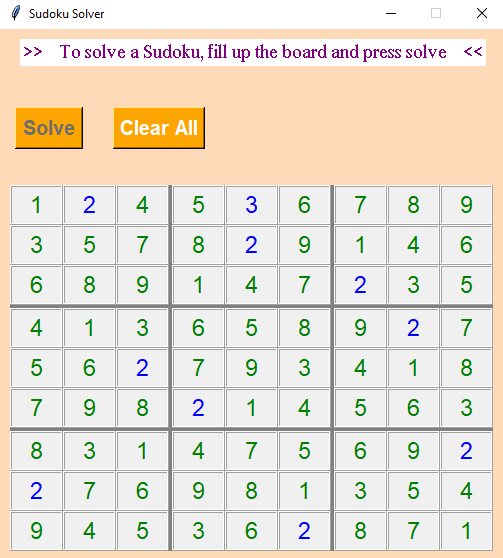 Sudoku Solver
>> To solve a Sudoku, fill up the board and press solve <<
Solve Clear All
1 2 4 5 3 6 7 8 9
3 5 7 8 2 9 1 4 6
6 8 9 1 4 7 2 3 5
4 1 3 6 5 8 9 2 7
5 6 2 7 9 3 4 1 8
7 9 8 2 1 4 5 6 3
8 3 1 4 7 5 6 9 2
2 7 6 9 8 1 3 5 4
9 4 5 3 6 2 8 7 1